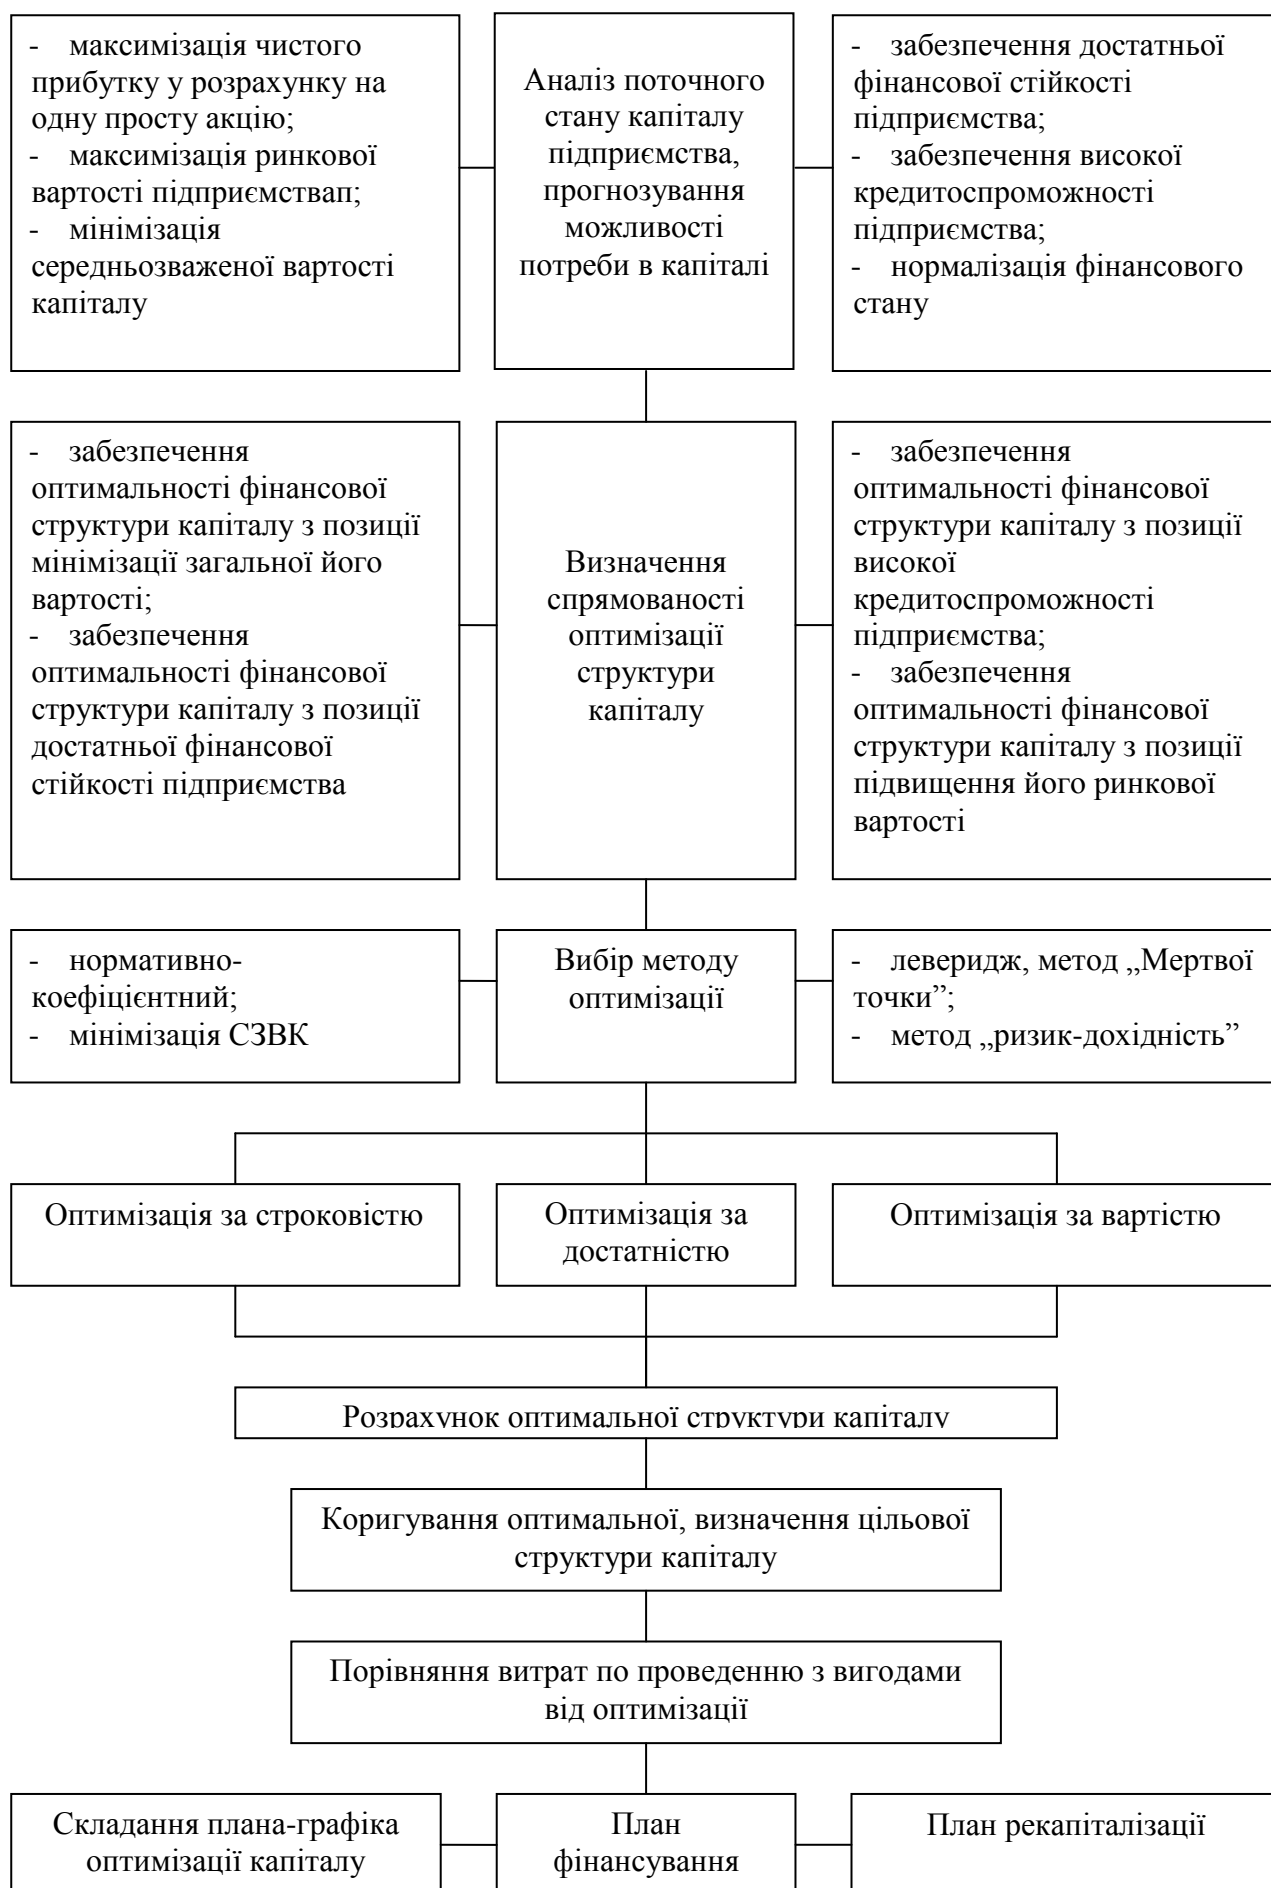 - максимізація чистого
прибутку у розрахунку на
одну просту акцію;
- максимізація ринкової
вартості підприємствап;
- мінімізація
середньозваженої вартості
капіталу
Аналіз поточного
стану капіталу
підприємства,
прогнозування
можливості
потреби в капіталі
- забезпечення достатньої
фінансової стійкості
підприємства;
- забезпечення високої
кредитоспроможності
підприємства;
- нормалізація фінансового
стану
- забезпечення
оптимальності фінансової
структури капіталу з позиції
мінімізації загальної його
вартості;
- забезпечення
оптимальності фінансової
структури капіталу з позиції
достатньої фінансової
стійкості підприємства
Визначення
спрямованості
оптимізації
структури
капіталу
- забезпечення
оптимальності фінансової
структури капіталу з позиції
високої
кредитоспроможності
підприємства;
- забезпечення
оптимальності фінансової
структури капіталу з позиції
підвищення його ринкової
вартості
- нормативно-
коефіцієнтний;
- мінімізація СЗВК
Вибір методу
оптимізації
- леверидж, метод „Мертвої
точки”;
- метод „ризик-дохідність”
Оптимізація за строковістю
Оптимізація за
достатністю
Оптимізація за вартістю
Розрахунок оптимальної структури капіталу
Коригування оптимальної, визначення цільової
структури капіталу
Порівняння витрат по проведенню з вигодами
від оптимізації
Складання плана-графіка
оптимізації капіталу
План
фінансування
План рекапіталізації